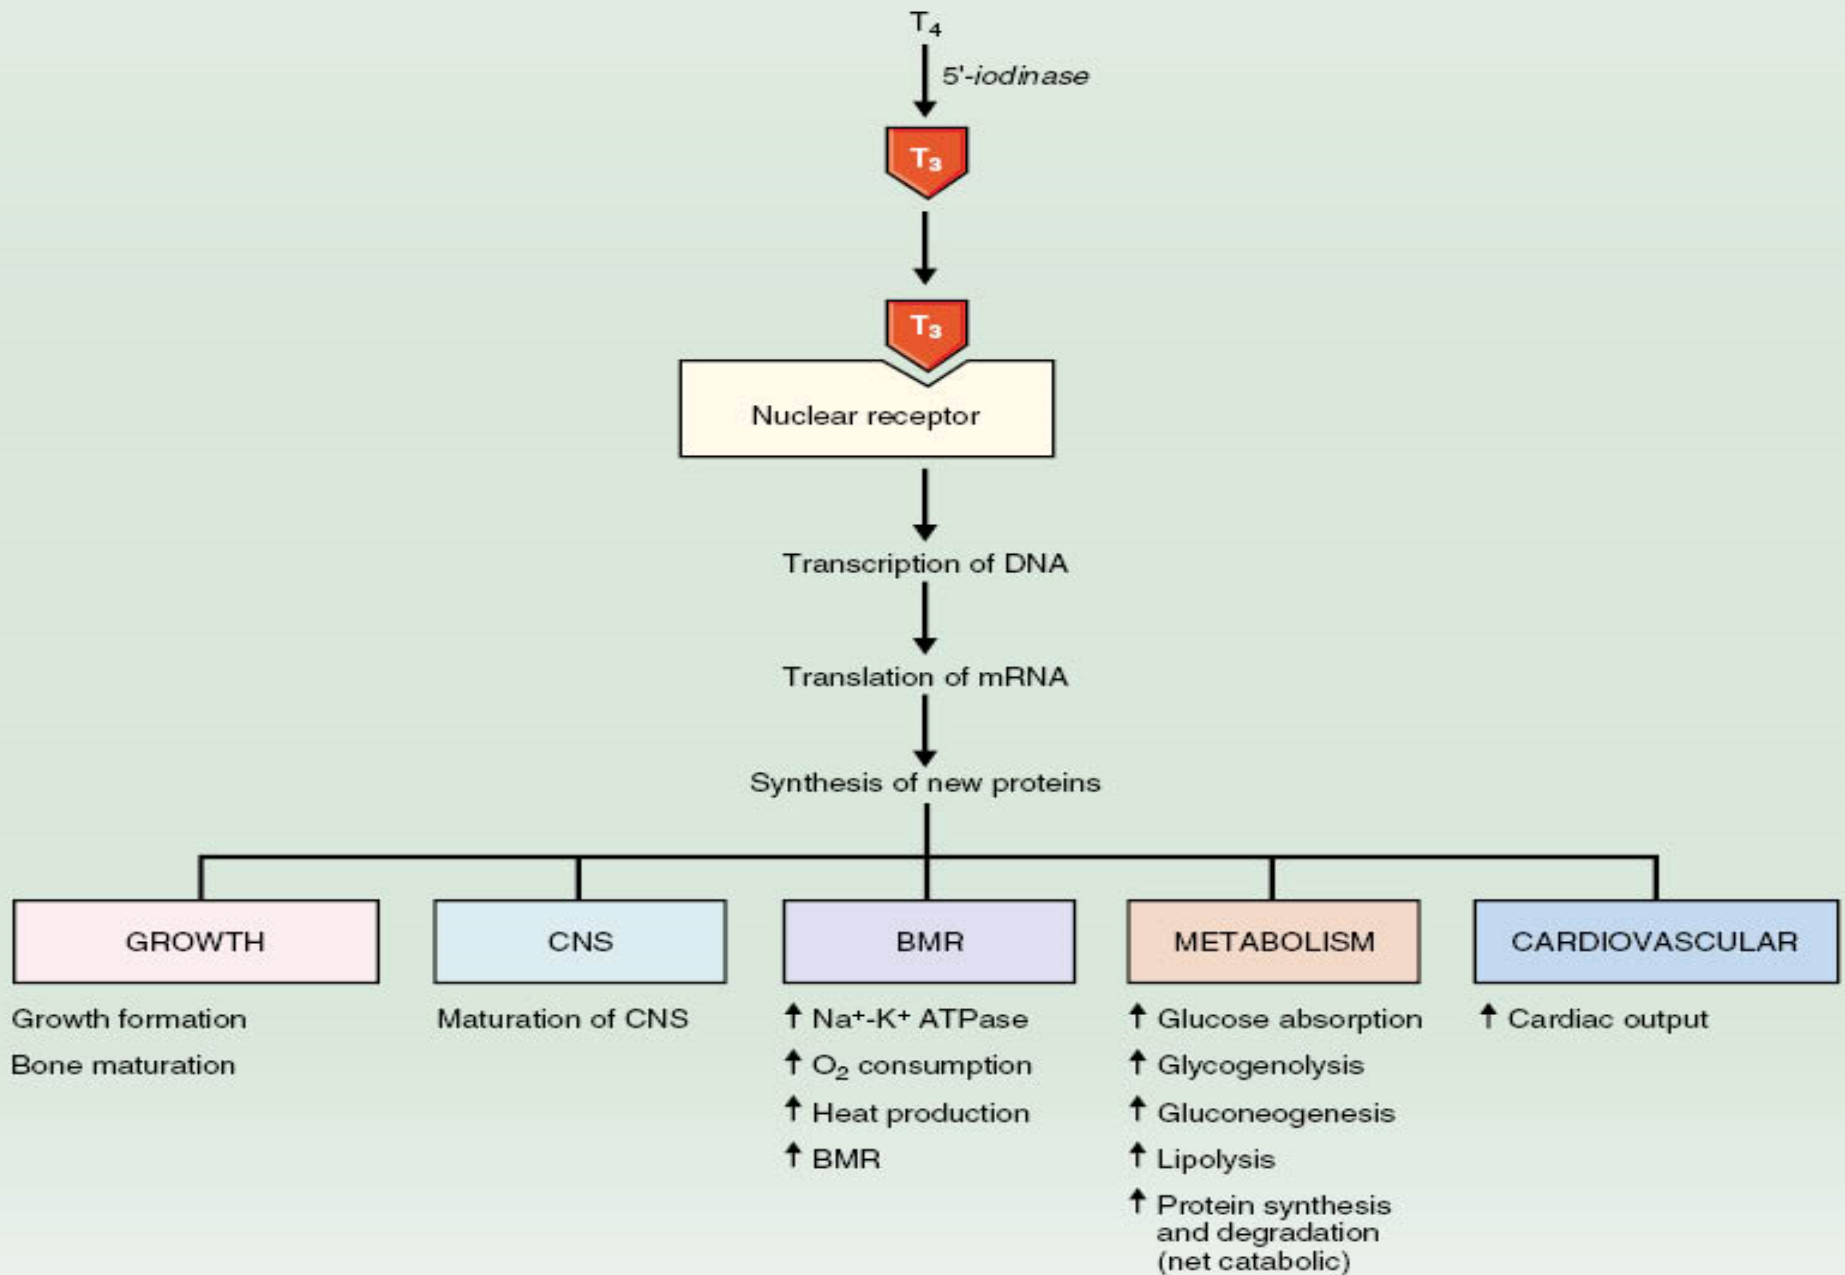 T₄
5'-iodinase
T₃
T₃
Nuclear receptor
Transcription of DNA
Translation of mRNA
Synthesis of new proteins
GROWTH
Growth formation
Bone maturation
CNS
Maturation of CNS
BMR
↑ Na⁺-K⁺ ATPase
↑ O₂ consumption
↑ Heat production
↑ BMR
METABOLISM
↑ Glucose absorption
↑ Glycogenolysis
↑ Gluconeogenesis
↑ Lipolysis
↑ Protein synthesis
and degradation
(net catabolic)
CARDIOVASCULAR
↑ Cardiac output